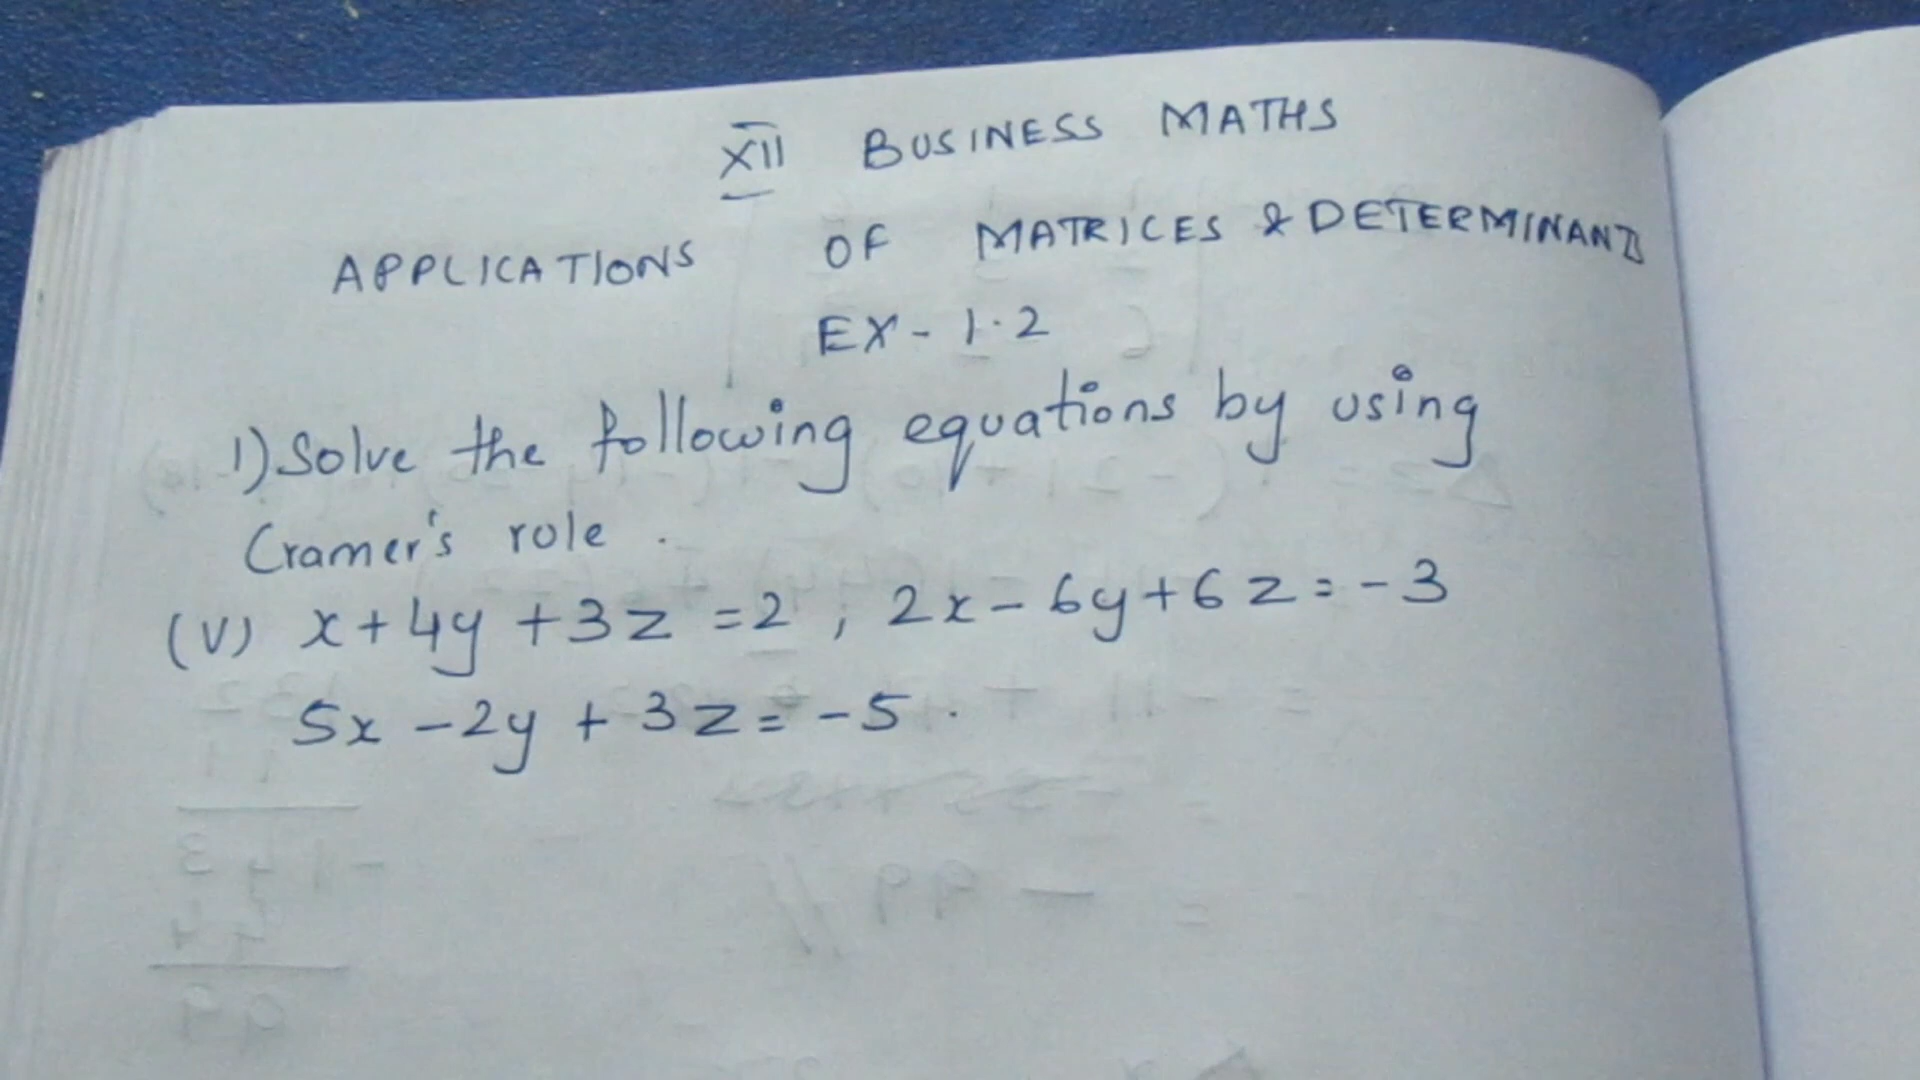 XII BUSINESS MATHS
APPLICATIONS OF MATRICES & DETERMINANTS
EX - 1.2
1) Solve the following equations by using
Cramer's role .
(V) x + 4y + 3z = 2 , 2x - 6y + 6z = -3
5x - 2y + 3z = -5 .